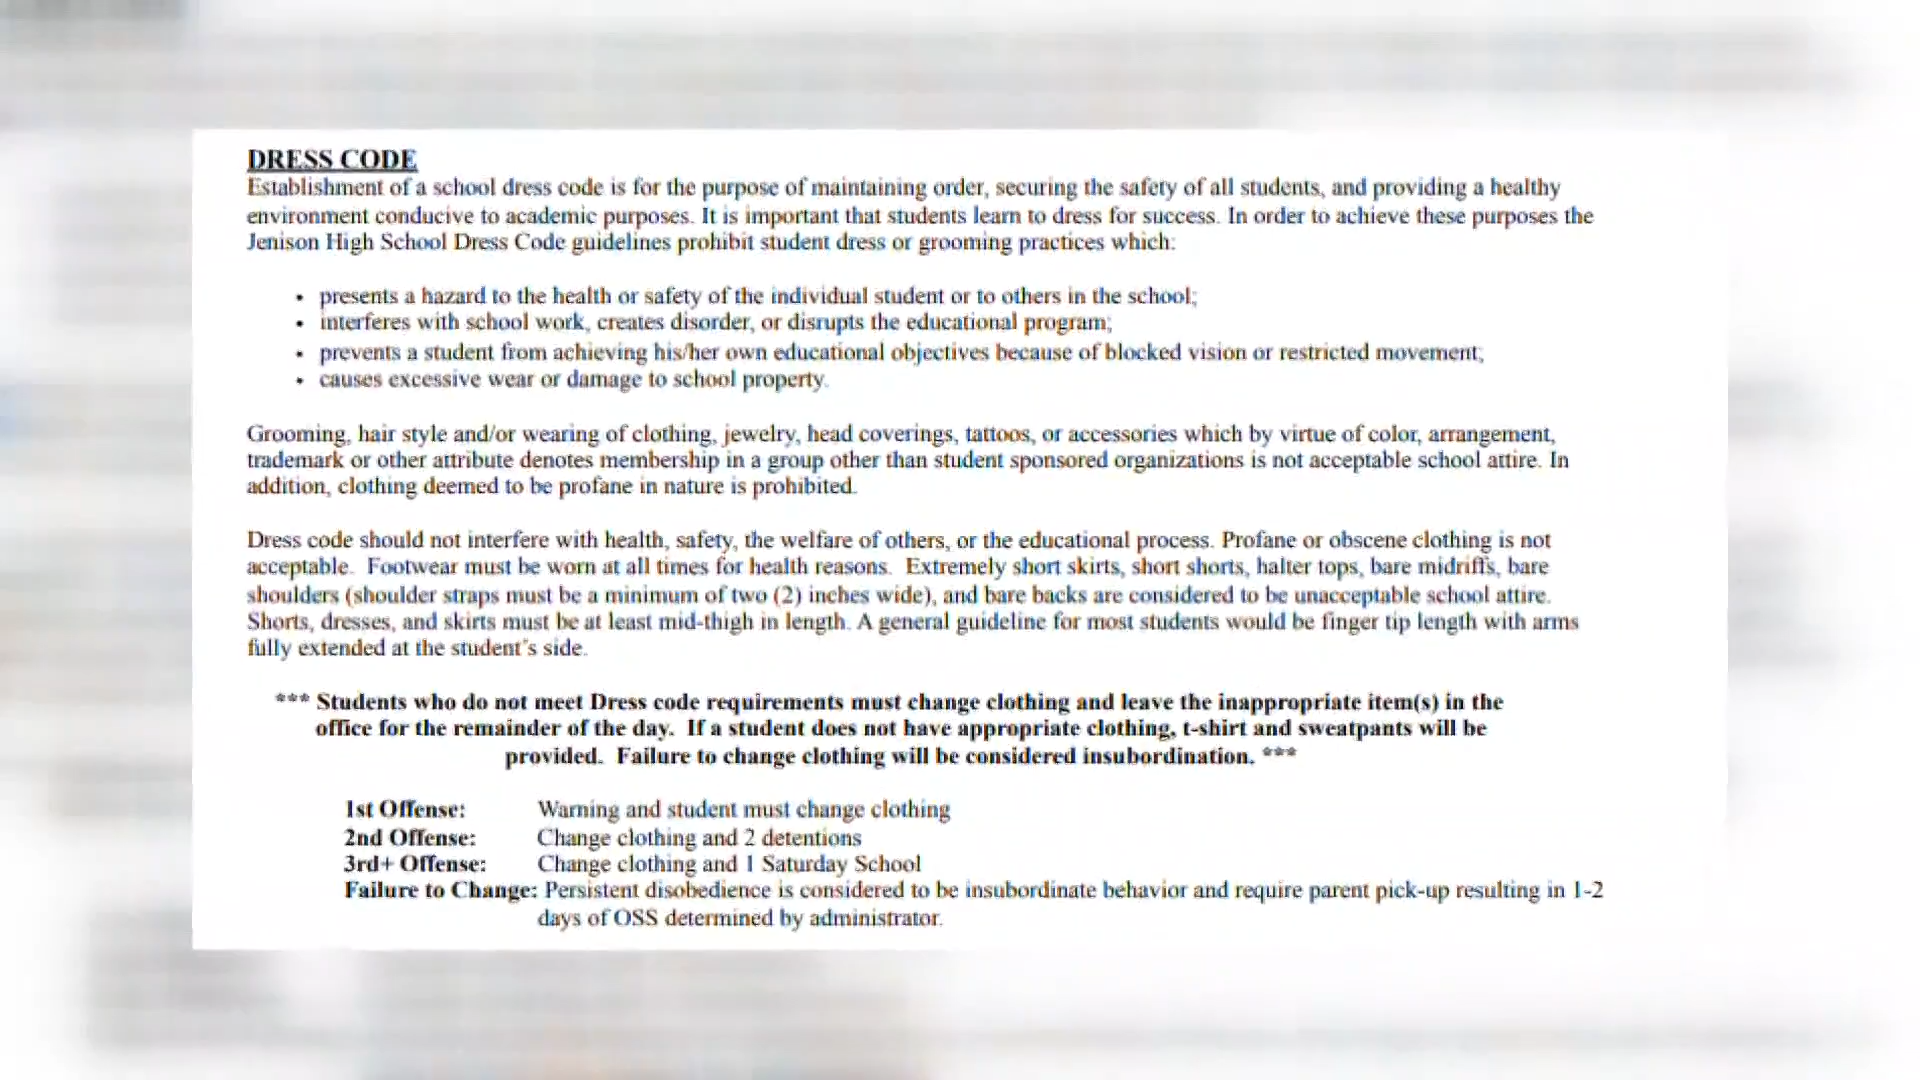 DRESS CODE
Establishment of a school dress code is for the purpose of maintaining order, securing the safety of all students, and providing a healthy
environment conducive to academic purposes. It is important that students learn to dress for success. In order to achieve these purposes the
Jenison High School Dress Code guidelines prohibit student dress or grooming practices which:
• presents a hazard to the health or safety of the individual student or to others in the school;
• interferes with school work, creates disorder, or disrupts the educational program;
• prevents a student from achieving his/her own educational objectives because of blocked vision or restricted movement;
• causes excessive wear or damage to school property.
Grooming, hair style and/or wearing of clothing, jewelry, head coverings, tattoos, or accessories which by virtue of color, arrangement,
trademark or other attribute denotes membership in a group other than student sponsored organizations is not acceptable school attire. In
addition, clothing deemed to be profane in nature is prohibited.
Dress code should not interfere with health, safety, the welfare of others, or the educational process. Profane or obscene clothing is not
acceptable. Footwear must be worn at all times for health reasons. Extremely short skirts, short shorts, halter tops, bare midriffs, bare
shoulders (shoulder straps must be a minimum of two (2) inches wide), and bare backs are considered to be unacceptable school attire.
Shorts, dresses, and skirts must be at least mid-thigh in length. A general guideline for most students would be finger tip length with arms
fully extended at the student's side.
*** Students who do not meet Dress code requirements must change clothing and leave the inappropriate item(s) in the
office for the remainder of the day. If a student does not have appropriate clothing, t-shirt and sweatpants will be
provided. Failure to change clothing will be considered insubordination. ***
1st Offense: Warning and student must change clothing
2nd Offense: Change clothing and 2 detentions
3rd+ Offense: Change clothing and 1 Saturday School
Failure to Change: Persistent disobedience is considered to be insubordinate behavior and require parent pick-up resulting in 1-2
days of OSS determined by administrator.